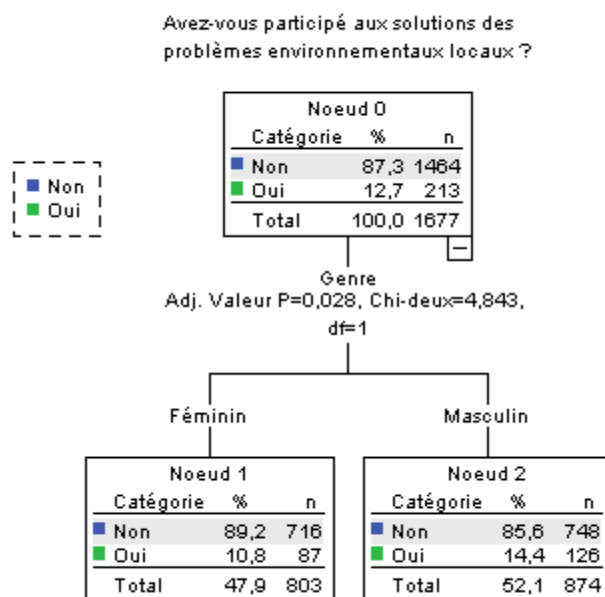 Avez-vous participé aux solutions des
problèmes environnementaux locaux ?
Noeud 0
Catégorie % n
Non 87,3 1464
Oui 12,7 213
Total 100,0 1677
Non
Oui
Genre
Adj. Valeur P=0,028, Chi-deux=4,843,
df=1
Féminin
Masculin
Noeud 1
Catégorie % n
Non 89,2 716
Oui 10,8 87
Total 47,9 803
Noeud 2
Catégorie % n
Non 85,6 748
Oui 14,4 126
Total 52,1 874